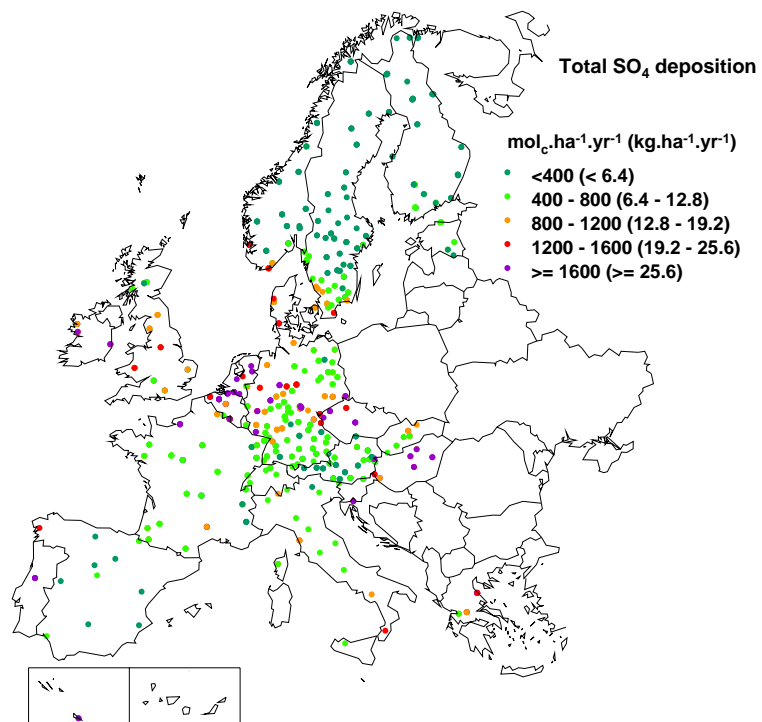 Total SO₄ deposition
mol_c.ha⁻¹.yr⁻¹ (kg.ha⁻¹.yr⁻¹)
<400 (< 6.4)
400 - 800 (6.4 - 12.8)
800 - 1200 (12.8 - 19.2)
1200 - 1600 (19.2 - 25.6)
>= 1600 (>= 25.6)